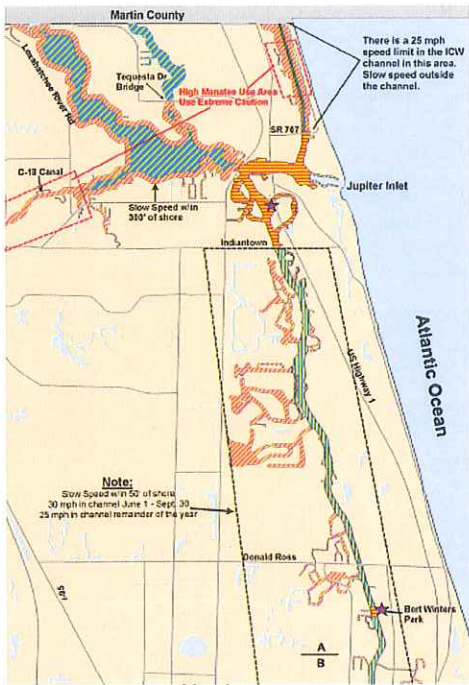 Martin County
There is a 25 mph
speed limit in the ICW
channel in this area.
Slow speed outside
the channel.
Loxahatchee River Rd
Tequesta Dr
Bridge
High Manatee Use Area
Use Extreme Caution
SR 707
C-18 Canal
Jupiter Inlet
Slow Speed w/in
300' of shore
Indiantown
US Highway 1
Atlantic Ocean
Note:
Slow Speed w/in 50' of shore
30 mph in channel June 1 - Sept. 30
25 mph in channel remainder of the year
Donald Ross
I-95
Bert Winters
Park
A
B